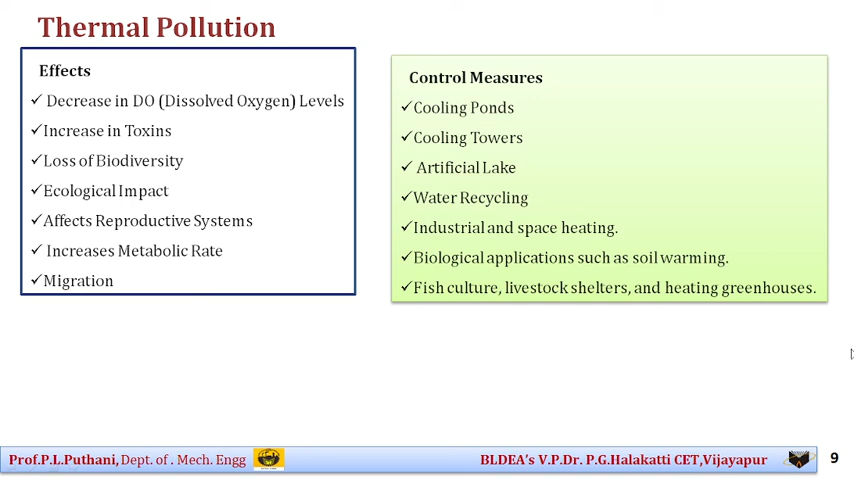 Thermal Pollution
Effects
✓ Decrease in DO (Dissolved Oxygen) Levels
✓Increase in Toxins
✓Loss of Biodiversity
✓Ecological Impact
✓Affects Reproductive Systems
✓ Increases Metabolic Rate
✓Migration
Control Measures
✓Cooling Ponds
✓Cooling Towers
✓ Artificial Lake
✓Water Recycling
✓Industrial and space heating.
✓Biological applications such as soil warming.
✓Fish culture, livestock shelters, and heating greenhouses.
Prof.P.L.Puthani, Dept. of . Mech. Engg
BLDEA's V.P.Dr. P.G.Halakatti CET,Vijayapur
9